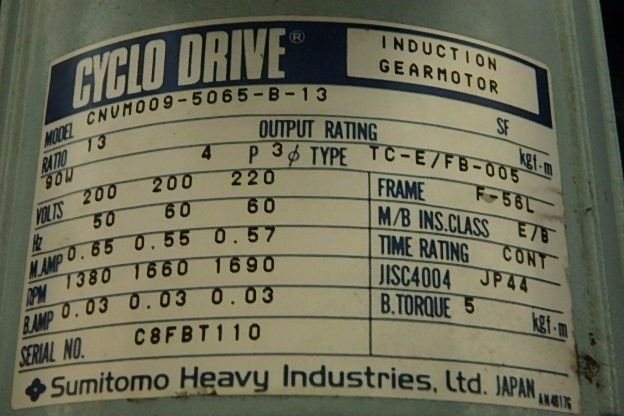 CYCLO DRIVE®
INDUCTION
GEARMOTOR
MODEL CNVM009-5065-B-13
RATIO 13 OUTPUT RATING SF
kgf·m
90W 4 P 3φ TYPE TC-E/FB-005
VOLTS 200 200 220 FRAME F-56L
Hz 50 60 60 M/B INS.CLASS E/B
M.AMP 0.65 0.55 0.57 TIME RATING CONT
RPM 1380 1660 1690 JISC4004 JP44
B.AMP 0.03 0.03 0.03 B.TORQUE 5 kgf·m
SERIAL NO. C8FBT110
Sumitomo Heavy Industries, Ltd. JAPAN